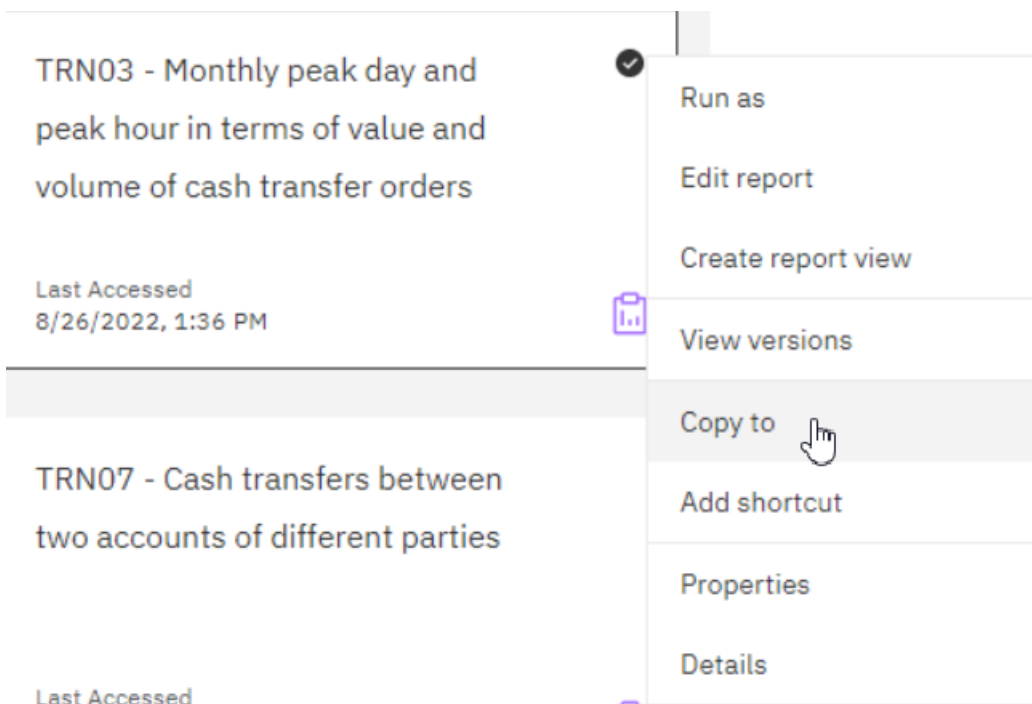 TRN03 - Monthly peak day and
peak hour in terms of value and
volume of cash transfer orders
Last Accessed
8/26/2022, 1:36 PM
TRN07 - Cash transfers between
two accounts of different parties
Last Accessed
Run as
Edit report
Create report view
View versions
Copy to
Add shortcut
Properties
Details